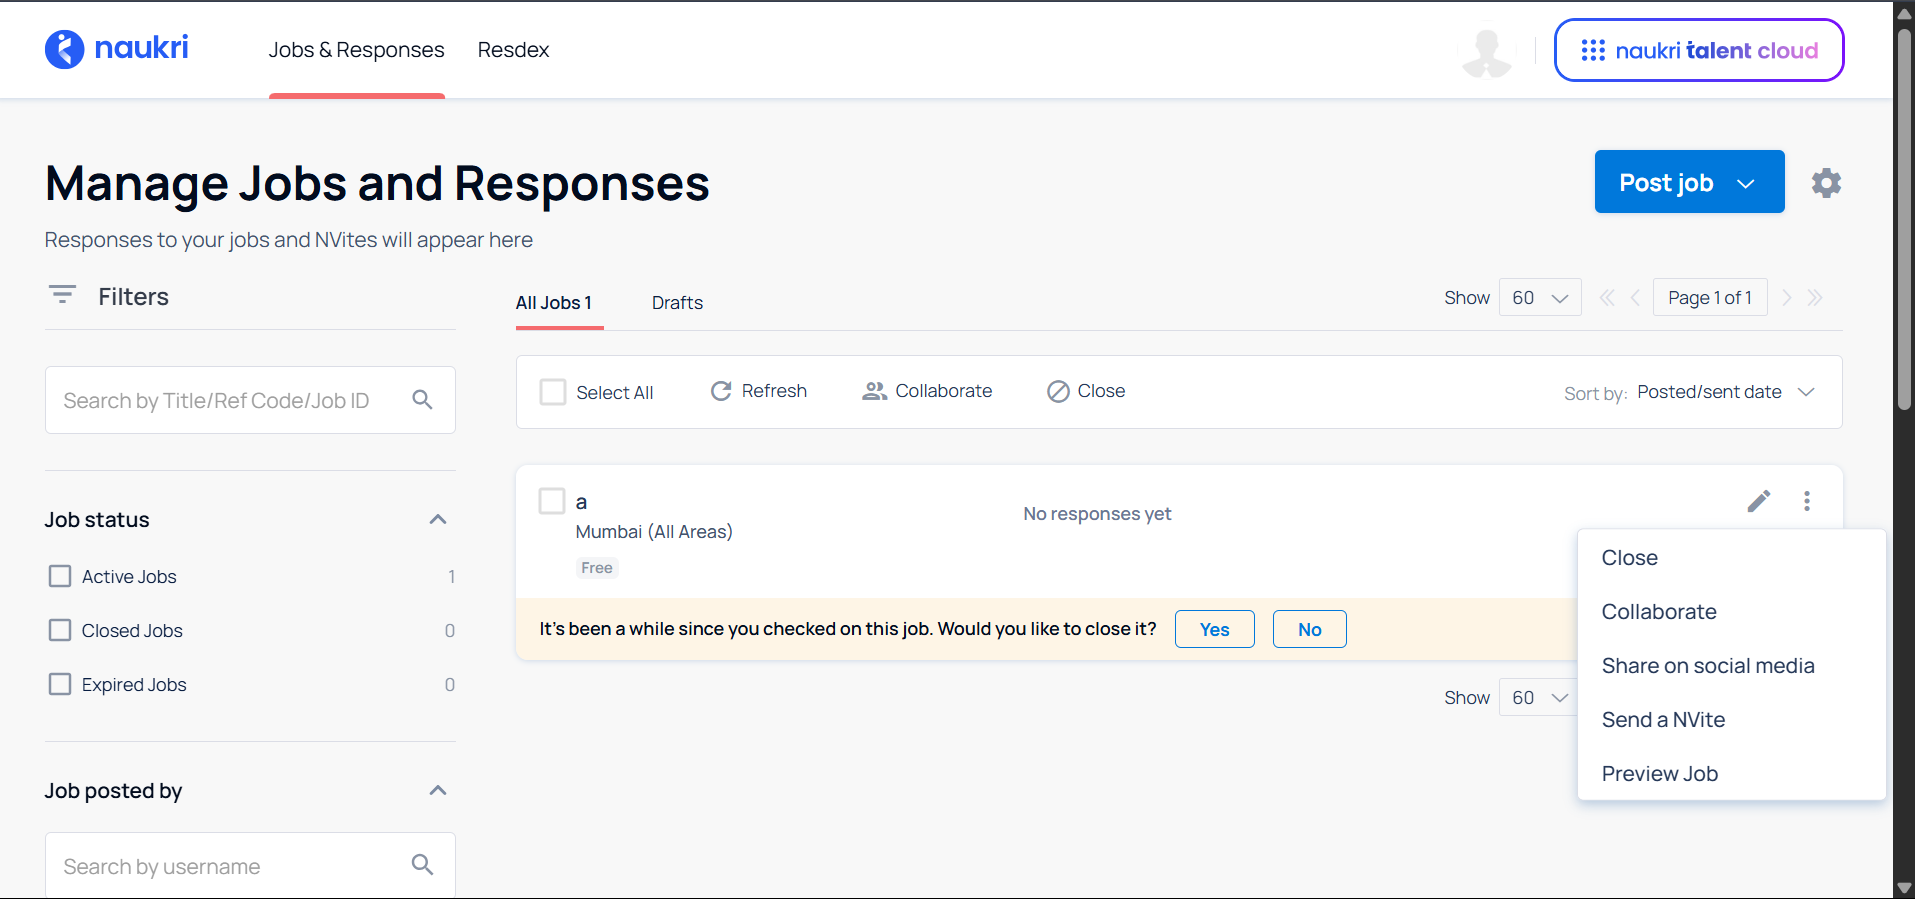 naukri
Jobs & Responses
Resdex
naukri talent cloud
Manage Jobs and Responses
Post job
Responses to your jobs and NVites will appear here
Filters
All Jobs 1
Drafts
Show 60
Page 1 of 1
Search by Title/Ref Code/Job ID
Select All
Refresh
Collaborate
Close
Sort by: Posted/sent date
Job status
Active Jobs 1
Closed Jobs 0
Expired Jobs 0
a
Mumbai (All Areas)
Free
No responses yet
It's been a while since you checked on this job. Would you like to close it?
Yes
No
Show 60
Close
Collaborate
Share on social media
Send a NVite
Preview Job
Job posted by
Search by username